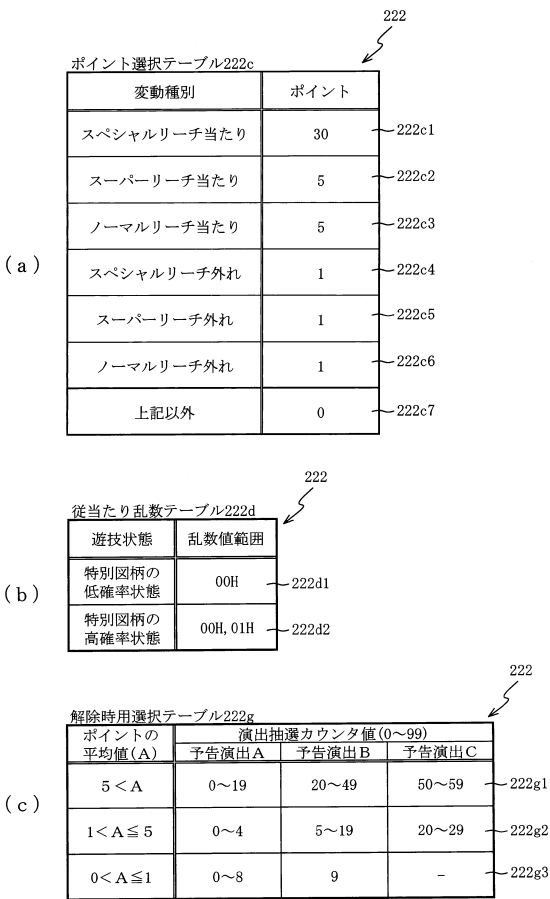 222
ポイント選択テーブル222c
変動種別 ポイント
スペシャルリーチ当たり 30 222c1
スーパーリーチ当たり 5 222c2
ノーマルリーチ当たり 5 222c3
(a)
スペシャルリーチ外れ 1 222c4
スーパーリーチ外れ 1 222c5
ノーマルリーチ外れ 1 222c6
上記以外 0 222c7
222
従当たり乱数テーブル222d
遊技状態 乱数値範囲
(b)
特別図柄の
低確率状態 00H 222d1
特別図柄の
高確率状態 00H,01H 222d2
222
解除時用選択テーブル222g
ポイントの
平均値(A)
演出抽選カウンタ値(0～99)
予告演出A 予告演出B 予告演出C
(c)
5＜A 0～19 20～49 50～59 222g1
1＜A≦5 0～4 5～19 20～29 222g2
0＜A≦1 0～8 9 － 222g3